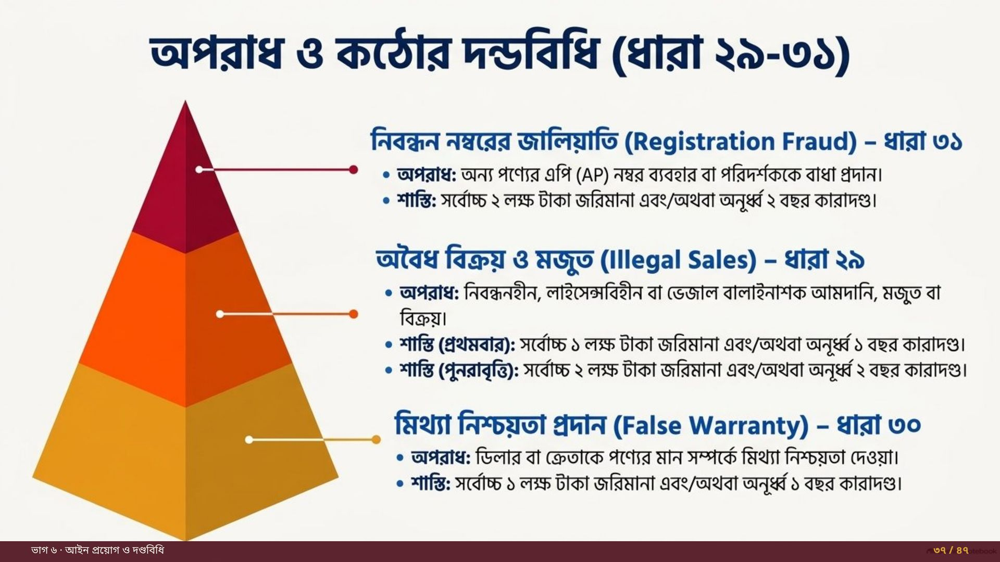 অপরাধ ও কঠোর দন্ডবিধি (ধারা ২৯-৩১)
নিবন্ধন নম্বরের জালিয়াতি (Registration Fraud) – ধারা ৩১
• অপরাধ: অন্য পণ্যের এপি (AP) নম্বর ব্যবহার বা পরিদর্শককে বাধা প্রদান।
• শাস্তি: সর্বোচ্চ ২ লক্ষ টাকা জরিমানা এবং/অথবা অনূর্ধ্ব ২ বছর কারাদণ্ড।
অবৈধ বিক্রয় ও মজুত (Illegal Sales) – ধারা ২৯
• অপরাধ: নিবন্ধনহীন, লাইসেন্সবিহীন বা ভেজাল বালাইনাশক আমদানি, মজুত বা
বিক্রয়।
• শাস্তি (প্রথমবার): সর্বোচ্চ ১ লক্ষ টাকা জরিমানা এবং/অথবা অনূর্ধ্ব ১ বছর কারাদণ্ড।
• শাস্তি (পুনরাবৃত্তি): সর্বোচ্চ ২ লক্ষ টাকা জরিমানা এবং/অথবা অনূর্ধ্ব ২ বছর কারাদণ্ড।
মিথ্যা নিশ্চয়তা প্রদান (False Warranty) – ধারা ৩০
• অপরাধ: ডিলার বা ক্রেতাকে পণ্যের মান সম্পর্কে মিথ্যা নিশ্চয়তা দেওয়া।
• শাস্তি: সর্বোচ্চ ১ লক্ষ টাকা জরিমানা এবং/অথবা অনূর্ধ্ব ১ বছর কারাদণ্ড।
ভাগ ৬ · আইন প্রয়োগ ও দণ্ডবিধি
৩৭ / ৪৭